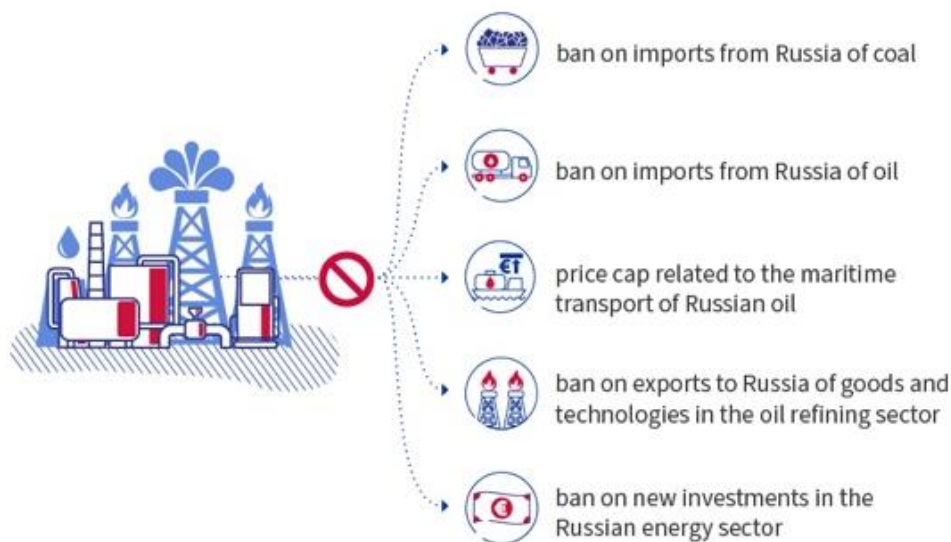 ban on imports from Russia of coal
ban on imports from Russia of oil
€↑
price cap related to the maritime
transport of Russian oil
ban on exports to Russia of goods and
technologies in the oil refining sector
€
ban on new investments in the
Russian energy sector